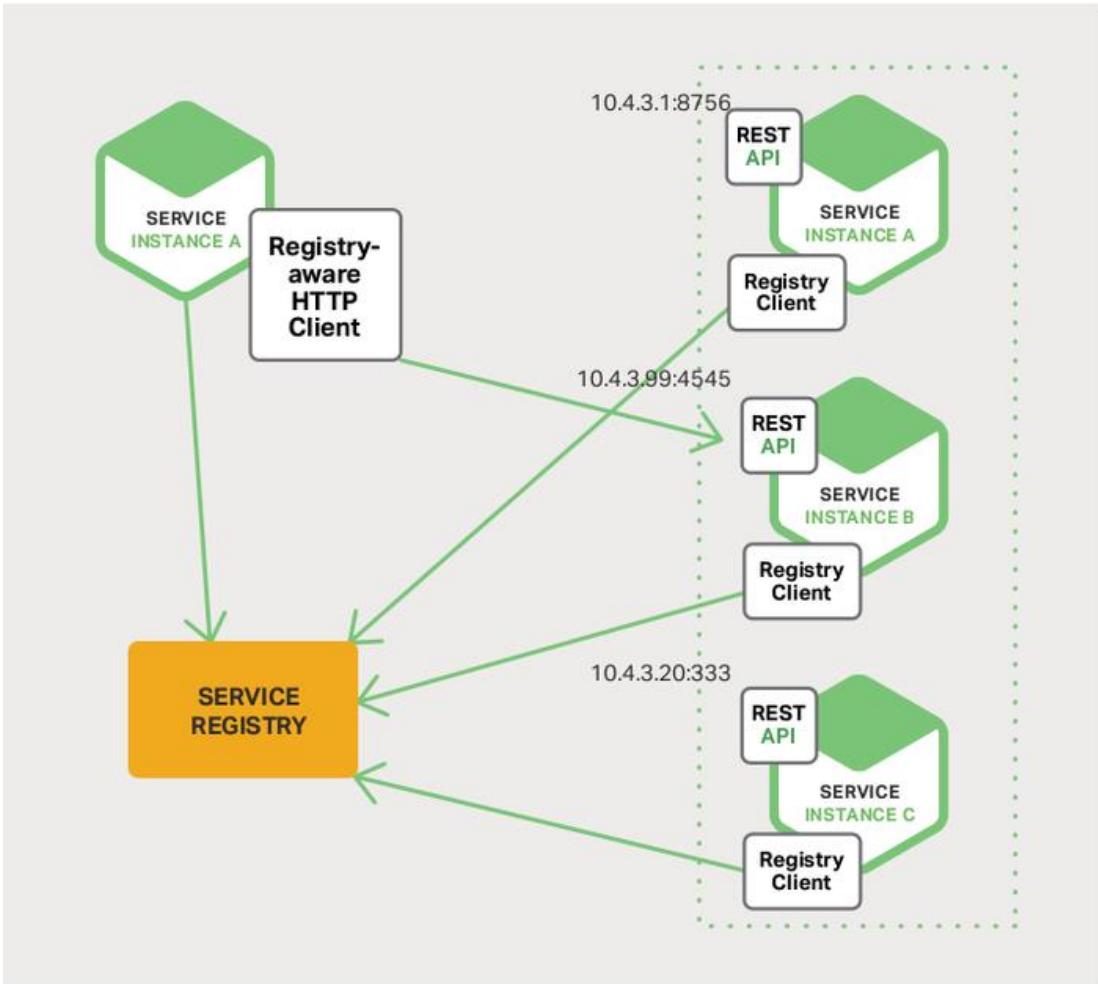 10.4.3.1:8756
REST
API
SERVICE
INSTANCE A
SERVICE
INSTANCE A
Registry-
aware
HTTP
Client
Registry
Client
10.4.3.99:4545
REST
API
SERVICE
INSTANCE B
Registry
Client
10.4.3.20:333
SERVICE
REGISTRY
REST
API
SERVICE
INSTANCE C
Registry
Client